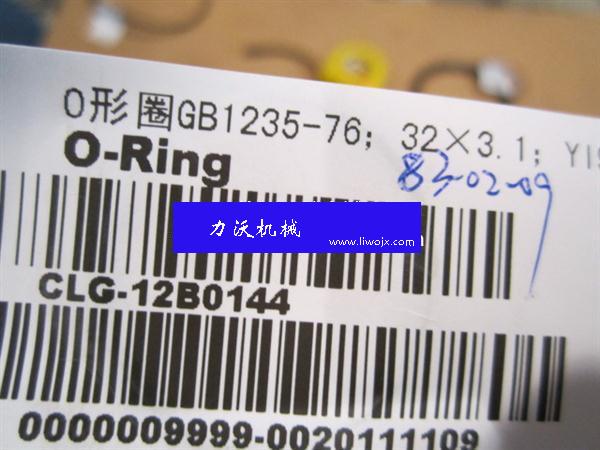 O形圈GB1235-76; 32×3.1; YI
O-Ring
83-02-09
力沃机械
www.liwojx.com
CLG-12B0144
0000009999-0020111109